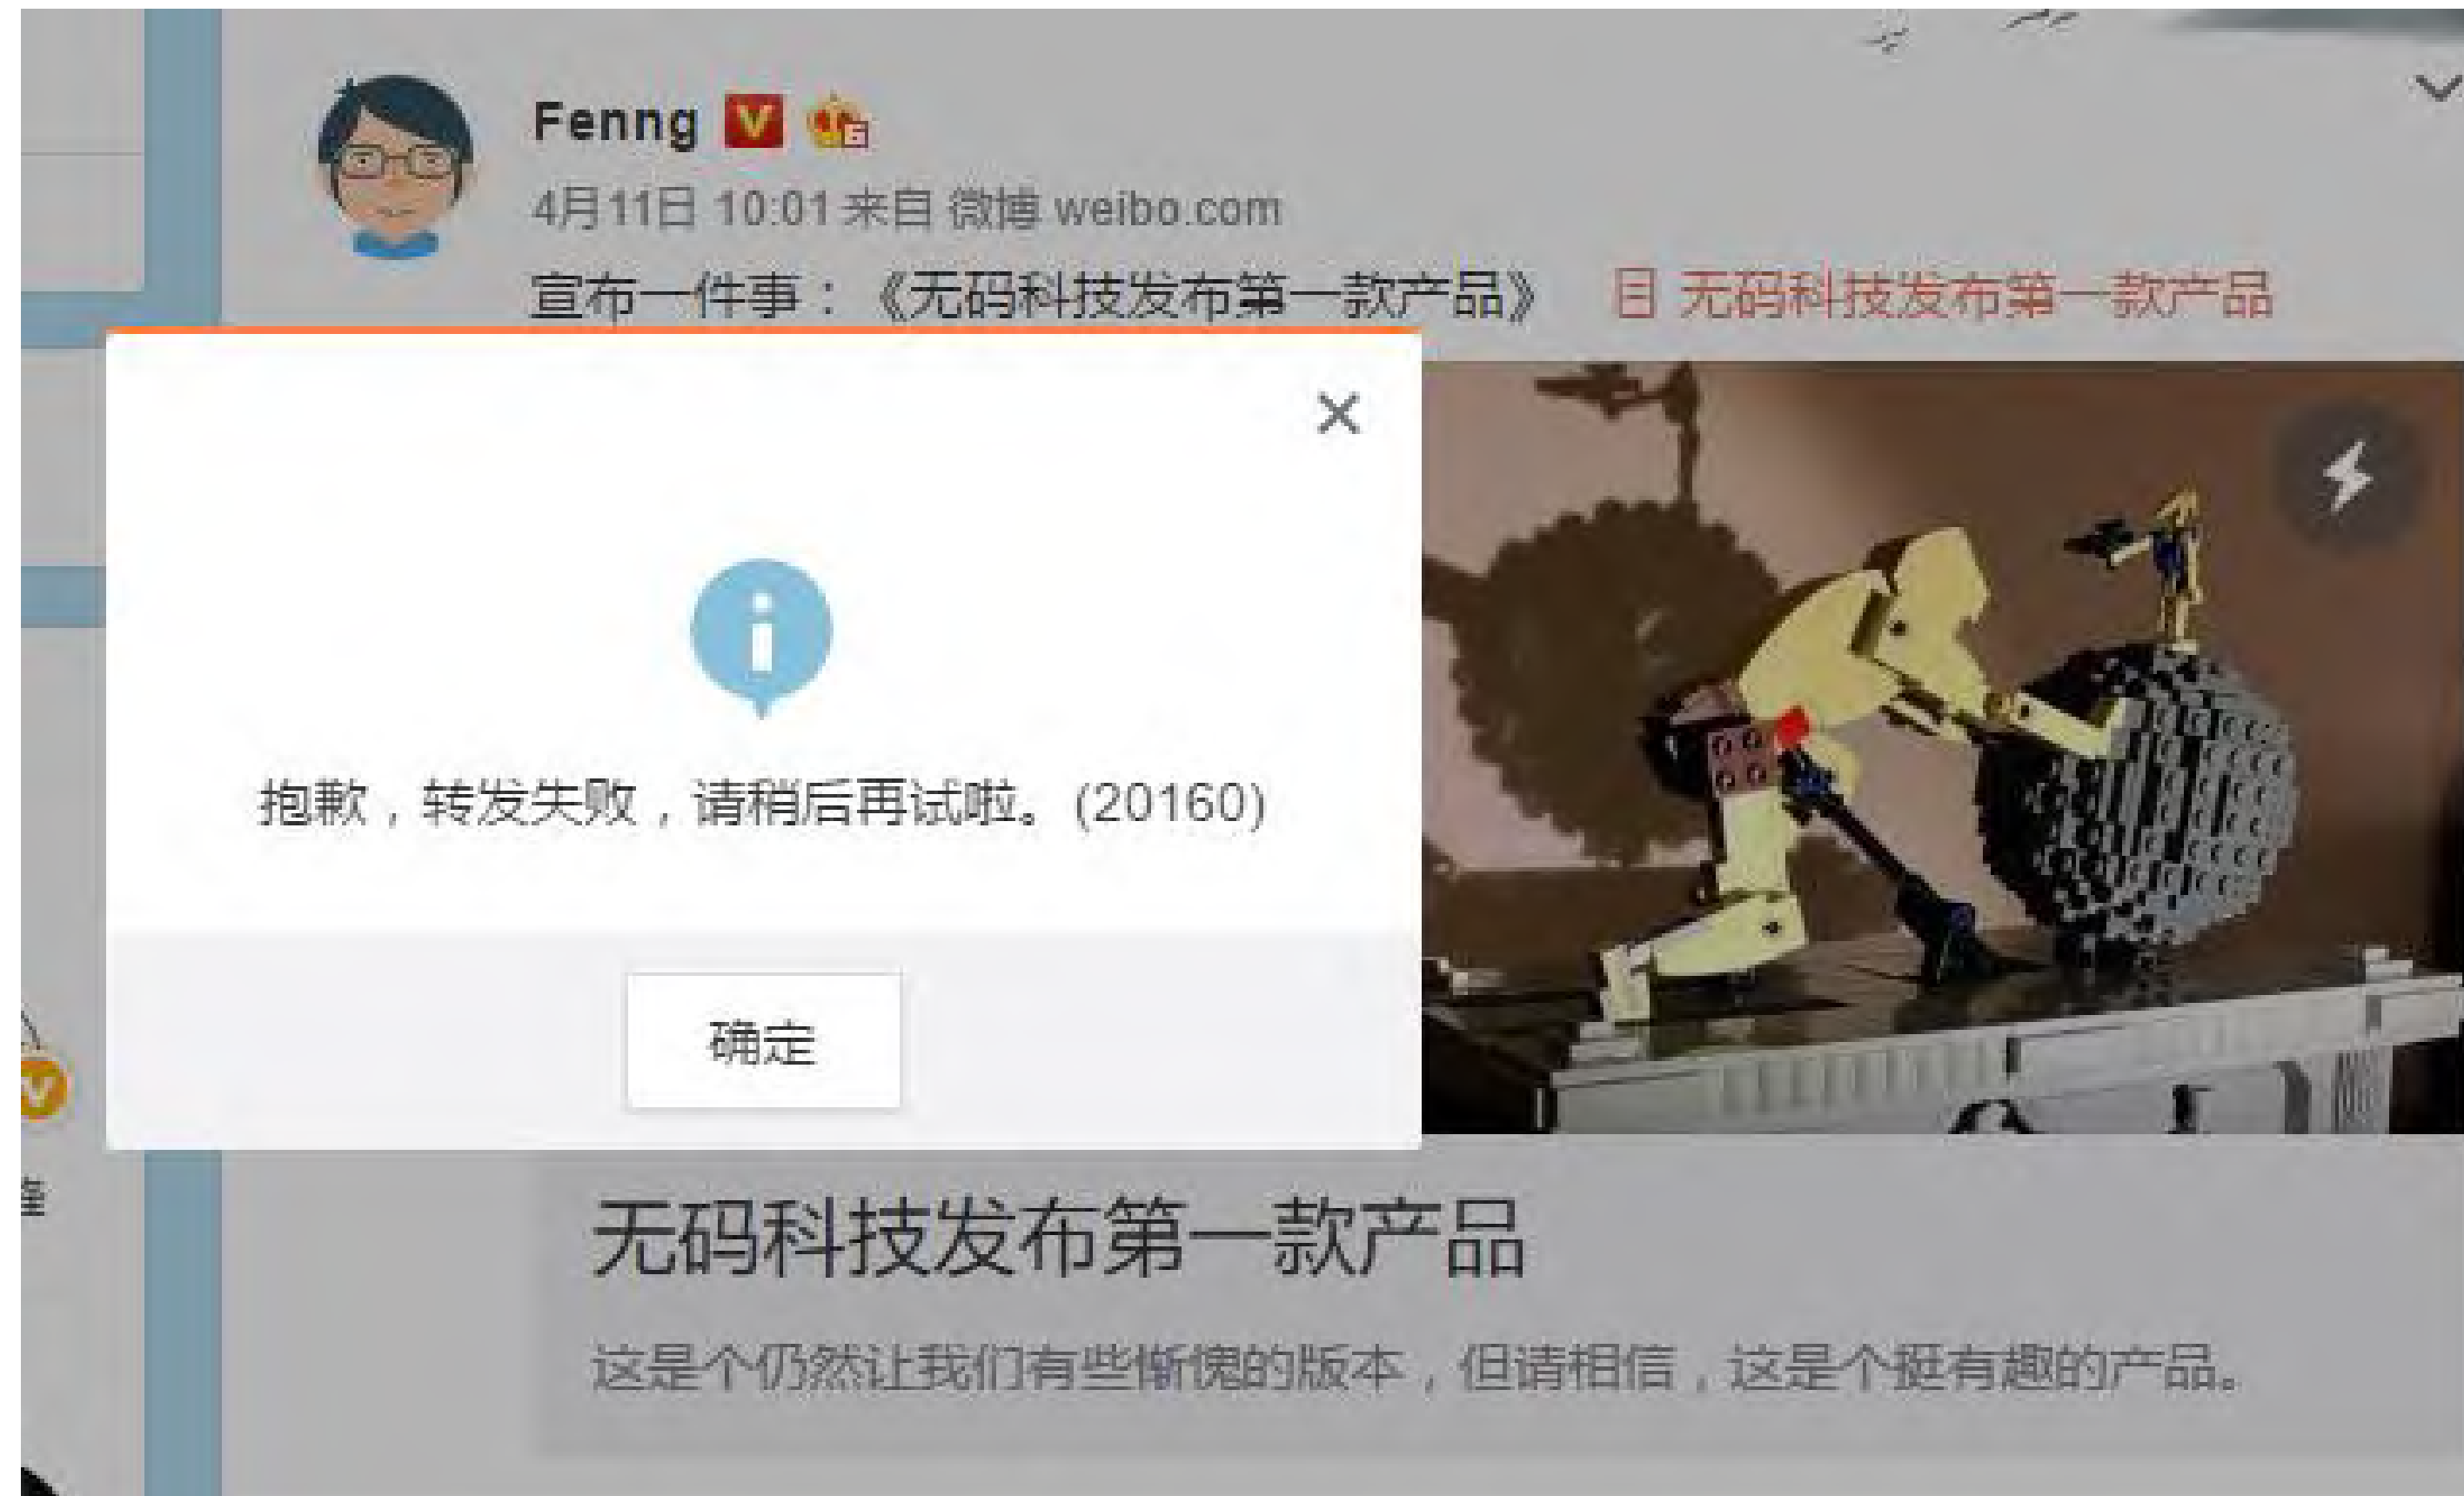 Fenng
4月11日 10:01 来自 微博 weibo.com
宣布一件事：《无码科技发布第一款产品》 无码科技发布第一款产品
抱歉，转发失败，请稍后再试啦。(20160)
确定
无码科技发布第一款产品
这是个仍然让我们有些惭愧的版本，但请相信，这是个挺有趣的产品。